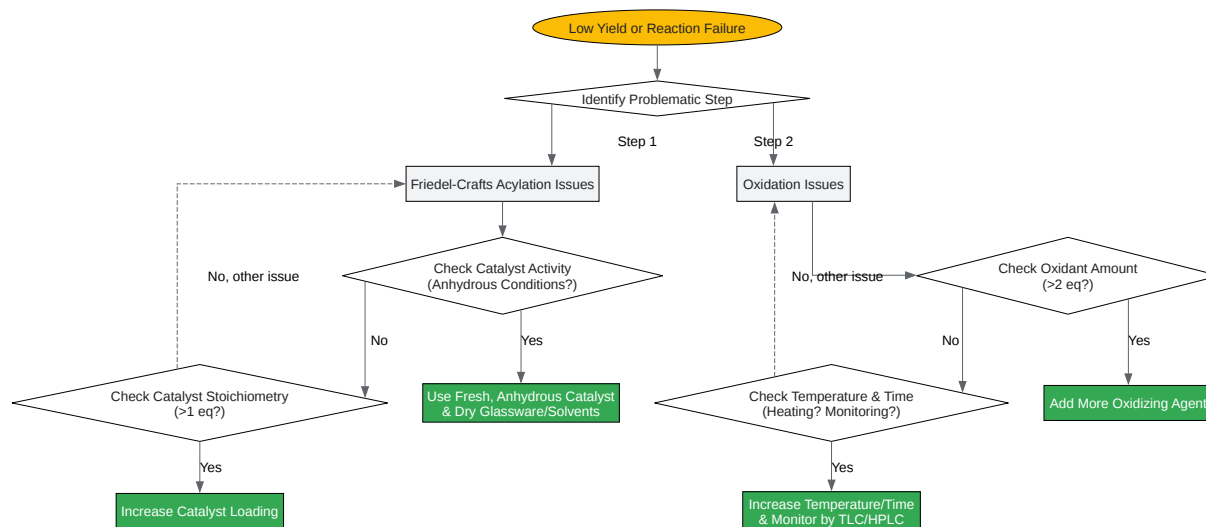 Low Yield or Reaction Failure
Identify Problematic Step
Step 1
Step 2
Friedel-Crafts Acylation Issues
Oxidation Issues
No, other issue
Check Catalyst Activity
(Anhydrous Conditions?)
No, other issue
Check Oxidant Amount
(>2 eq?)
No
Yes
No
Yes
Check Catalyst Stoichiometry
(>1 eq?)
Use Fresh, Anhydrous Catalyst
& Dry Glassware/Solvents
Check Temperature & Time
(Heating? Monitoring?)
Add More Oxidizing Agent
Yes
Yes
Increase Catalyst Loading
Increase Temperature/Time
& Monitor by TLC/HPLC